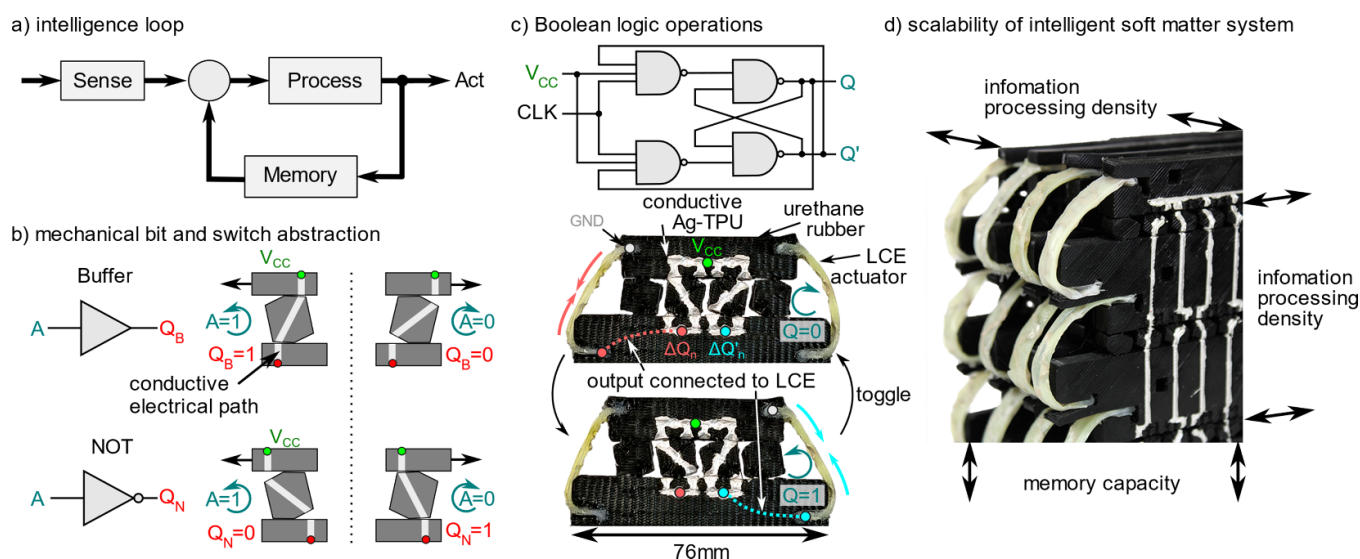 a) intelligence loop
Sense
Process
Act
Memory
b) mechanical bit and switch abstraction
Buffer
A
Q_B
V_CC
A=1
Q_B=1
A=0
Q_B=0
conductive
electrical path
NOT
A
Q_N
V_CC
A=1
Q_N=0
A=0
Q_N=1
c) Boolean logic operations
V_CC
CLK
Q
Q'
conductive
Ag-TPU
urethane
rubber
GND
V_CC
LCE
actuator
Q=0
ΔQ_n
ΔQ'_n
output connected to LCE
toggle
Q=1
76mm
d) scalability of intelligent soft matter system
infomation
processing density
infomation
processing
density
memory capacity